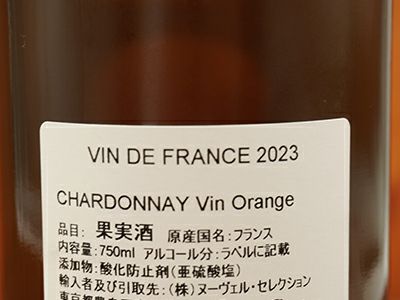 VIN DE FRANCE 2023
CHARDONNAY Vin Orange
品目: 果実酒 原産国名:フランス
内容量:750ml アルコール分:ラベルに記載
添加物:酸化防止剤(亜硫酸塩)
輸入者及び引取先:(株)ヌーヴェル・セレクション
東京都